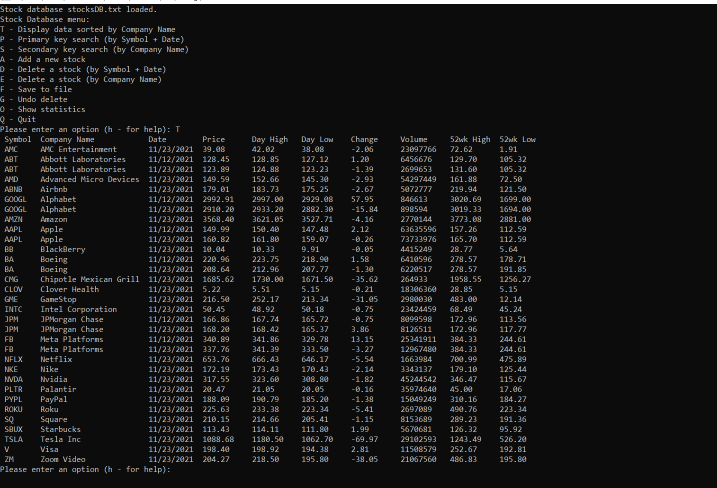 Stock database stocksDB.txt loaded.
Stock Database menu:
T - Display data sorted by Company Name
P - Primary key search (by Symbol + Date)
S - Secondary key search (by Company Name)
A - Add a new stock
D - Delete a stock (by Symbol + Date)
E - Delete a stock (by Company Name)
F - Save to file
G - Undo delete
O - Show statistics
Q - Quit
Please enter an option (h - for help): T
Symbol Company Name Date Price Day High Day Low Change Volume 52wk High 52wk Low
AMC AMC Entertainment 11/23/2021 39.08 42.02 38.08 -2.06 23097766 72.62 1.91
ABT Abbott Laboratories 11/12/2021 128.45 128.85 127.12 1.20 6456676 129.70 105.32
ABT Abbott Laboratories 11/23/2021 123.89 124.88 123.23 -1.39 2699653 131.60 105.32
AMD Advanced Micro Devices 11/23/2021 149.59 152.66 145.30 -2.93 54297449 161.88 72.50
ABNB Airbnb 11/23/2021 179.01 183.73 175.25 -2.67 5072777 219.94 121.50
GOOGL Alphabet 11/12/2021 2992.91 2997.00 2929.08 57.95 846613 3020.69 1699.00
GOOGL Alphabet 11/23/2021 2910.20 2933.20 2882.30 -15.84 898594 3019.33 1694.00
AMZN Amazon 11/23/2021 3568.40 3621.05 3527.71 -4.16 2770144 3773.08 2881.00
AAPL Apple 11/12/2021 149.99 150.40 147.48 2.12 63635596 157.26 112.59
AAPL Apple 11/23/2021 160.82 161.80 159.07 -0.26 73733976 165.70 112.59
BB BlackBerry 11/23/2021 10.04 10.33 9.91 -0.05 4415249 28.77 5.64
BA Boeing 11/12/2021 220.96 223.75 218.90 1.58 6410596 278.57 178.71
BA Boeing 11/23/2021 208.64 212.96 207.77 -1.30 6220517 278.57 191.85
CMG Chipotle Mexican Grill 11/23/2021 1685.62 1730.00 1671.50 -35.62 264933 1958.55 1256.27
CLOV Clover Health 11/23/2021 5.22 5.51 5.15 -0.21 18306360 28.85 5.15
GME GameStop 11/23/2021 216.50 252.17 213.34 -31.05 2980030 483.00 12.14
INTC Intel Corporation 11/23/2021 50.45 48.92 50.18 -0.75 23424459 68.49 45.24
JPM JPMorgan Chase 11/12/2021 166.86 167.74 165.72 -0.75 8099598 172.96 113.56
JPM JPMorgan Chase 11/23/2021 168.20 168.42 165.37 3.86 8126511 172.96 117.77
FB Meta Platforms 11/12/2021 340.89 341.86 329.78 13.15 25341911 384.33 244.61
FB Meta Platforms 11/23/2021 337.76 341.39 333.50 -3.27 12967480 384.33 244.61
NFLX Netflix 11/23/2021 653.76 666.43 646.17 -5.54 1663984 700.99 475.89
NKE Nike 11/23/2021 172.19 173.43 170.43 -2.14 3343137 179.10 125.44
NVDA Nvidia 11/23/2021 317.55 323.60 308.80 -1.82 45244542 346.47 115.67
PLTR Palantir 11/23/2021 20.47 21.05 20.05 -0.16 35974640 45.00 17.06
PYPL PayPal 11/23/2021 188.09 190.79 185.20 -1.38 15049249 310.16 184.27
ROKU Roku 11/23/2021 225.63 233.38 223.34 -5.41 2697089 490.76 223.34
SQ Square 11/23/2021 210.15 214.66 205.41 -1.15 8153689 289.23 191.36
SBUX Starbucks 11/23/2021 113.43 114.11 111.80 1.99 5670681 126.32 95.92
TSLA Tesla Inc 11/23/2021 1088.68 1180.50 1062.70 -69.97 29102593 1243.49 526.20
V Visa 11/23/2021 198.40 198.92 194.38 2.81 11508579 252.67 192.81
ZM Zoom Video 11/23/2021 204.27 218.50 195.80 -38.05 21067560 486.83 195.80
Please enter an option (h - for help):